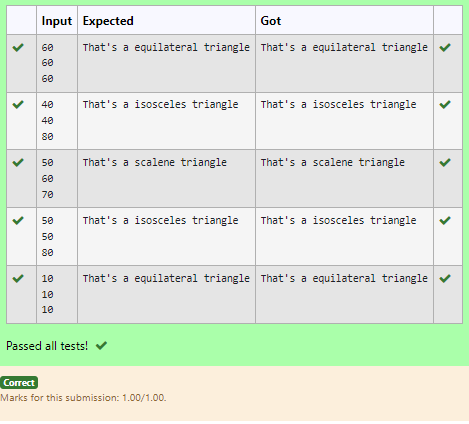 Input Expected Got
60 That's a equilateral triangle That's a equilateral triangle
60
60
40 That's a isosceles triangle That's a isosceles triangle
40
80
50 That's a scalene triangle That's a scalene triangle
60
70
50 That's a isosceles triangle That's a isosceles triangle
50
80
10 That's a equilateral triangle That's a equilateral triangle
10
10
Passed all tests!
Correct
Marks for this submission: 1.00/1.00.